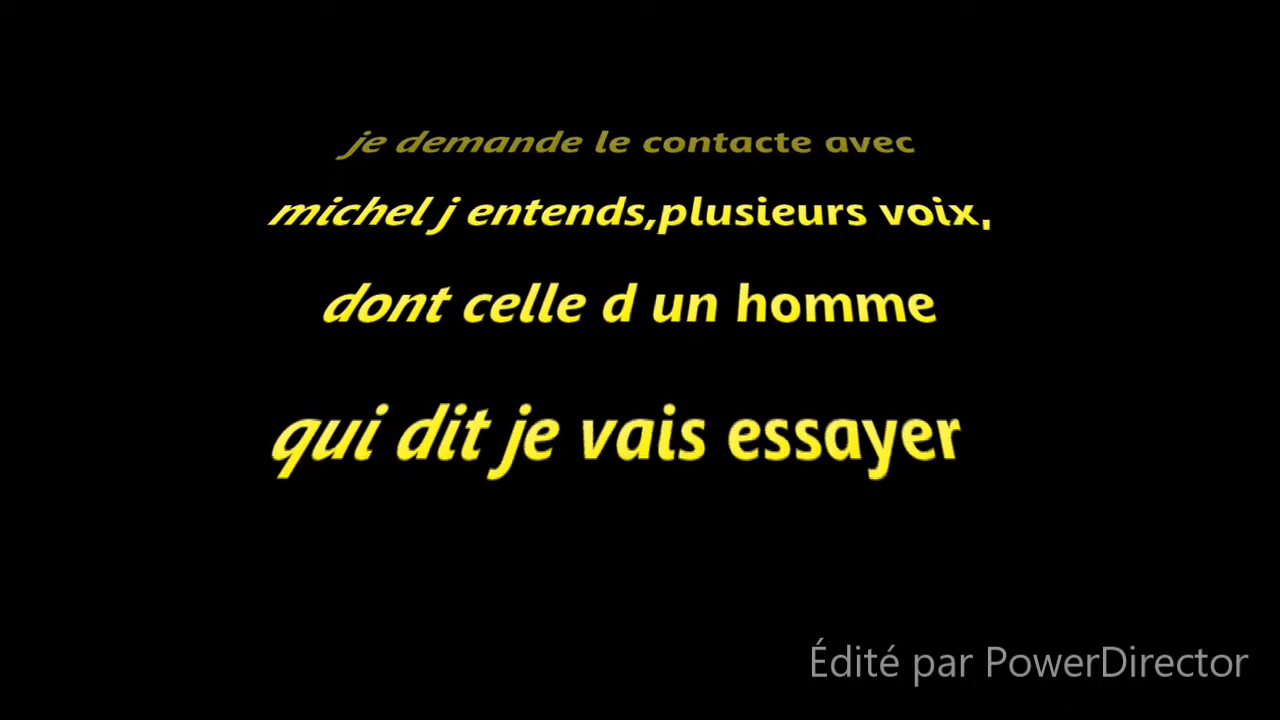 je demande le contacte avec
michel j entends,plusieurs voix,
dont celle d un homme
qui dit je vais essayer
Édité par PowerDirector